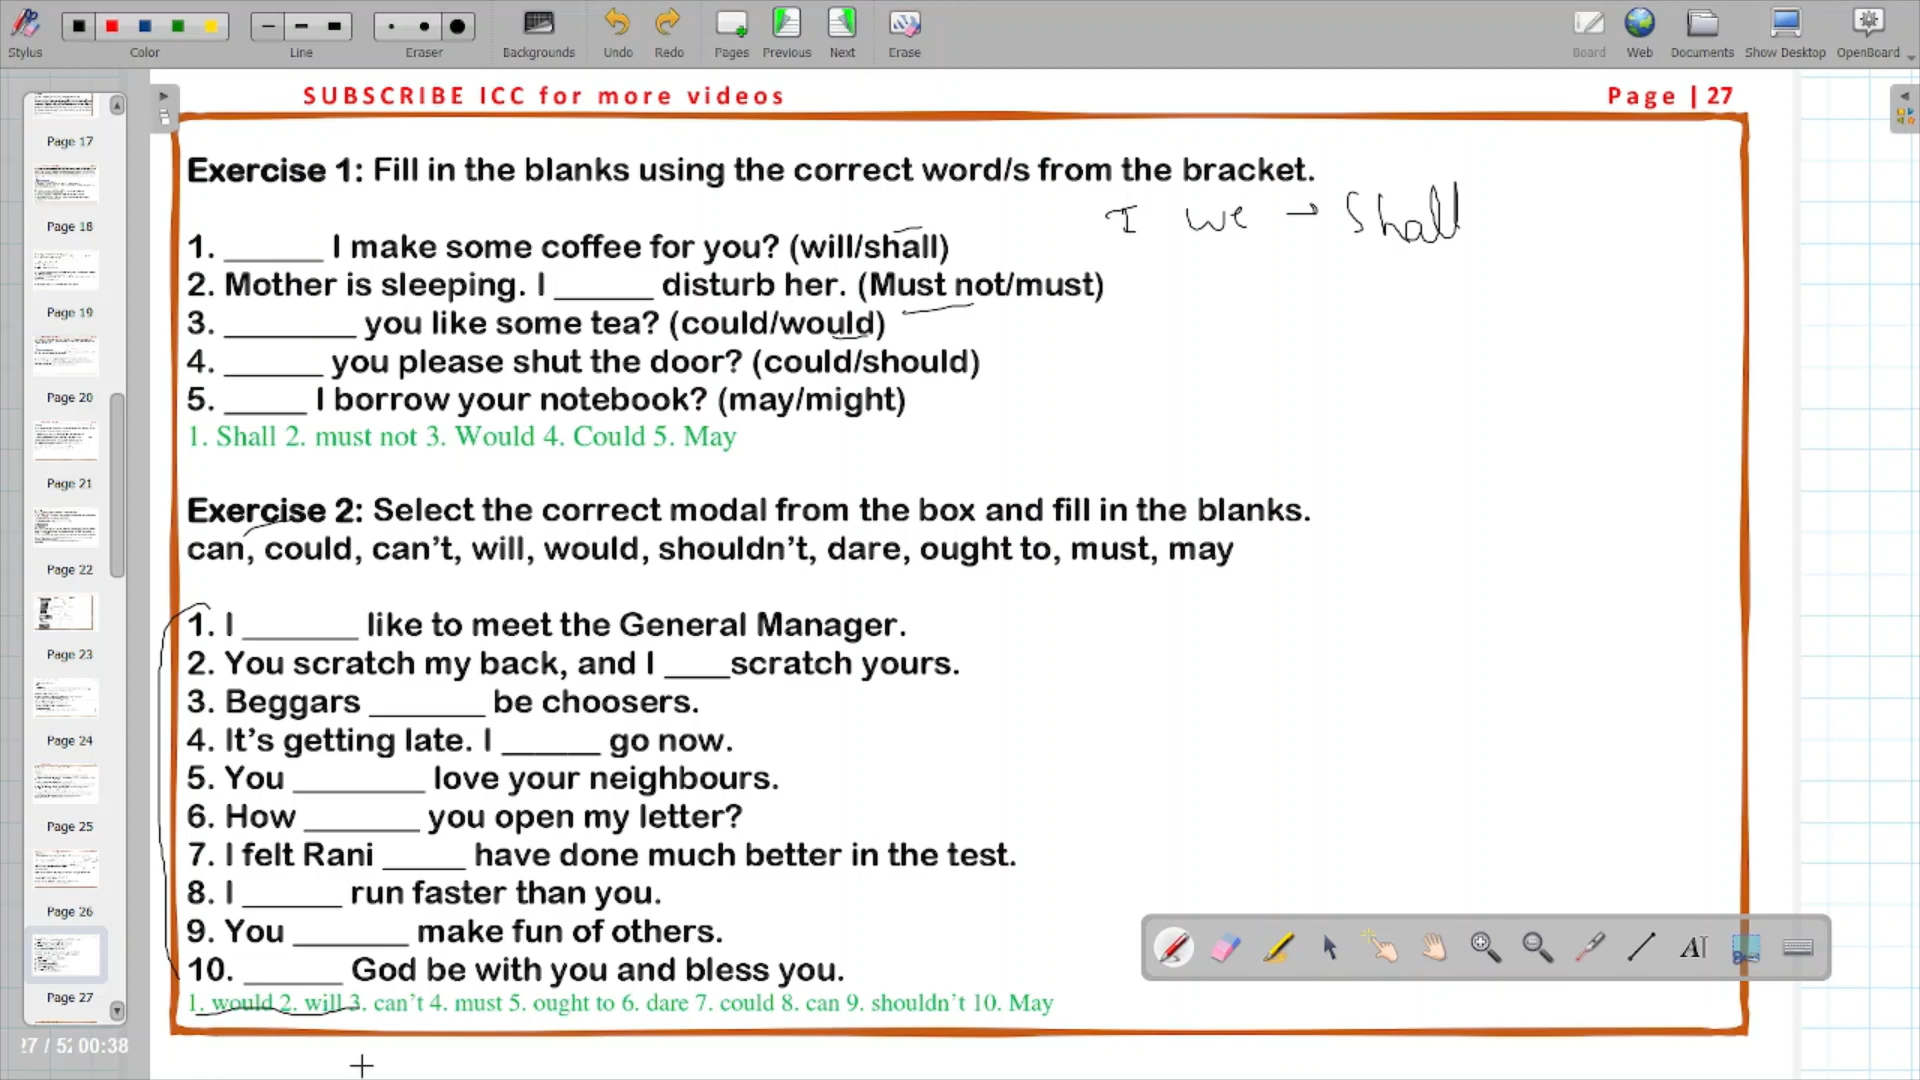 Stylus Color Line Eraser Backgrounds Undo Redo Pages Previous Next Erase Board Web Documents Show Desktop OpenBoard
SUBSCRIBE ICC for more videos
Page | 27
Exercise 1: Fill in the blanks using the correct word/s from the bracket.
I we → Shall
1. ______ I make some coffee for you? (will/shall)
2. Mother is sleeping. I ______ disturb her. (Must not/must)
3. ________ you like some tea? (could/would)
4. ______ you please shut the door? (could/should)
5. _____ I borrow your notebook? (may/might)
1. Shall 2. must not 3. Would 4. Could 5. May
Exercise 2: Select the correct modal from the box and fill in the blanks.
can, could, can’t, will, would, shouldn’t, dare, ought to, must, may
1. I _______ like to meet the General Manager.
2. You scratch my back, and I ____scratch yours.
3. Beggars _______ be choosers.
4. It’s getting late. I ______ go now.
5. You ________ love your neighbours.
6. How _______ you open my letter?
7. I felt Rani _____ have done much better in the test.
8. I ______ run faster than you.
9. You _______ make fun of others.
10. ______ God be with you and bless you.
1. would 2. will 3. can’t 4. must 5. ought to 6. dare 7. could 8. can 9. shouldn’t 10. May
Page 17
Page 18
Page 19
Page 20
Page 21
Page 22
Page 23
Page 24
Page 25
Page 26
Page 27
00:38